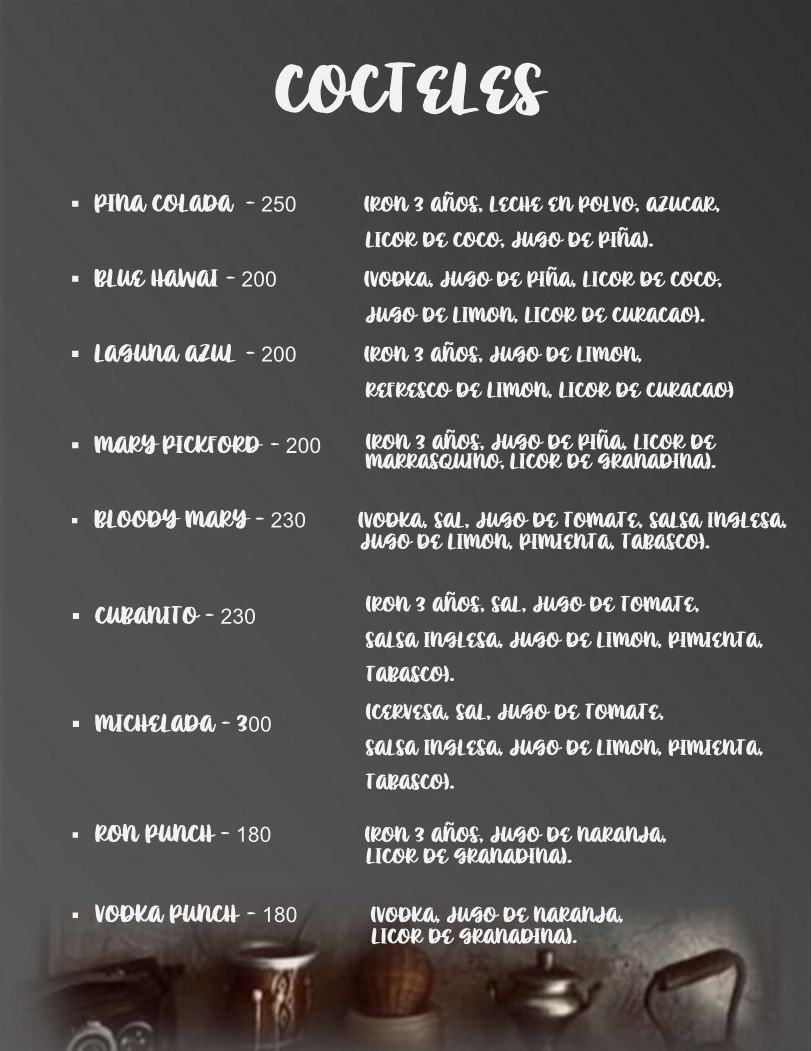 COCTELES
▪ PINA COLADA - 250 (RON 3 AÑOS, LECHE EN POLVO, AZUCAR,
LICOR DE COCO, JUGO DE PIÑA).
▪ BLUE HAWAI - 200 (VODKA, JUGO DE PIÑA, LICOR DE COCO,
JUGO DE LIMON, LICOR DE CURACAO).
▪ LAGUNA AZUL - 200 (RON 3 AÑOS, JUGO DE LIMON,
REFRESCO DE LIMON, LICOR DE CURACAO)
▪ MARY PICKFORD - 200 (RON 3 AÑOS, JUGO DE PIÑA, LICOR DE
MARRASQUINO, LICOR DE GRANADINA).
▪ BLOODY MARY - 230 (VODKA, SAL, JUGO DE TOMATE, SALSA INGLESA,
JUGO DE LIMON, PIMIENTA, TABASCO).
▪ CUBANITO - 230 (RON 3 AÑOS, SAL, JUGO DE TOMATE,
SALSA INGLESA, JUGO DE LIMON, PIMIENTA,
TABASCO).
▪ MICHELADA - 300 (CERVESA, SAL, JUGO DE TOMATE,
SALSA INGLESA, JUGO DE LIMON, PIMIENTA,
TABASCO).
▪ RON PUNCH - 180 (RON 3 AÑOS, JUGO DE NARANJA,
LICOR DE GRANADINA).
▪ VODKA PUNCH - 180 (VODKA, JUGO DE NARANJA,
LICOR DE GRANADINA).